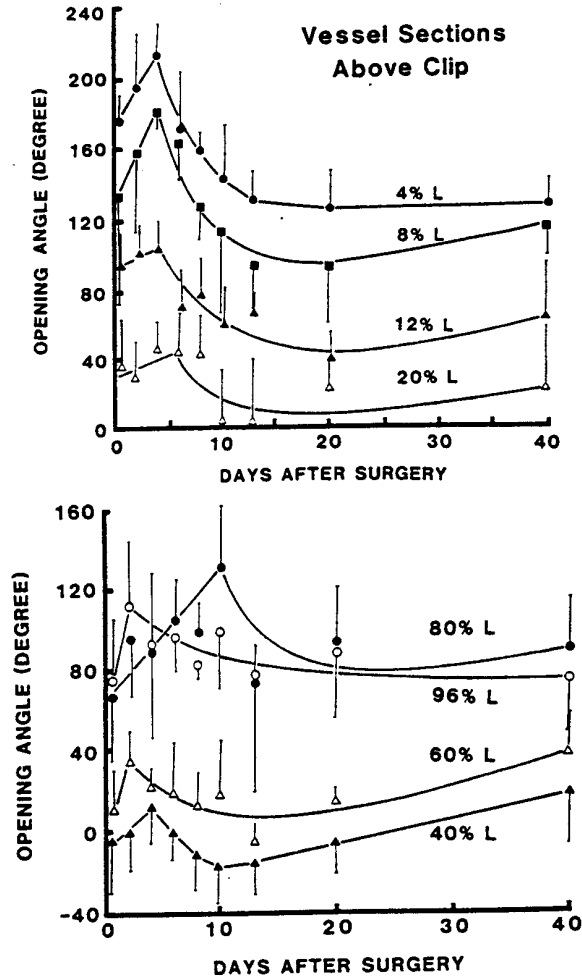 Vessel Sections
Above Clip
OPENING ANGLE (DEGREE)
240
200
160
120
80
40
0
4% L
8% L
12% L
20% L
0
10
20
30
40
DAYS AFTER SURGERY
OPENING ANGLE (DEGREE)
160
120
80
40
0
-40
80% L
96% L
60% L
40% L
0
10
20
30
40
DAYS AFTER SURGERY